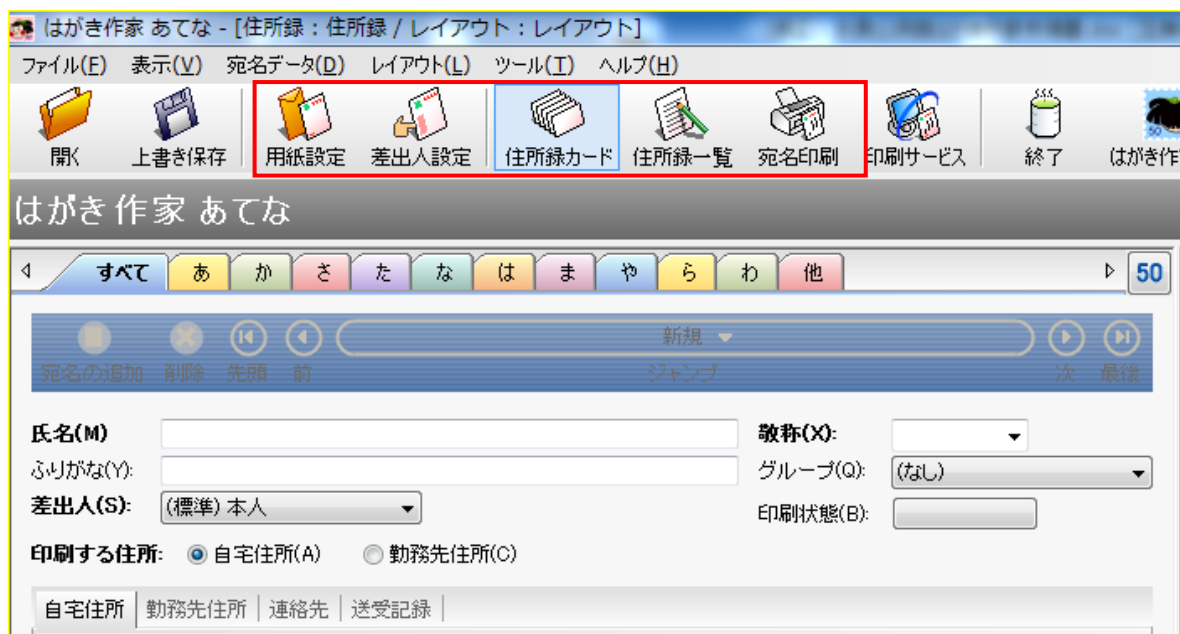 はがき作家 あてな - [住所録：住所録 / レイアウト：レイアウト]
ファイル(F) 表示(V) 宛名データ(D) レイアウト(L) ツール(T) ヘルプ(H)
開く 上書き保存 用紙設定 差出人設定 住所録カード 住所録一覧 宛名印刷 印刷サービス 終了 はがき作
はがき作家 あてな
すべて あ か さ た な は ま や ら わ 他 50
新規
宛名の追加 削除 先頭 前 ジャンプ 次 最後
氏名(M) 敬称(X):
ふりがな(Y): グループ(Q): (なし)
差出人(S): (標準) 本人 印刷状態(B):
印刷する住所: 自宅住所(A) 勤務先住所(C)
自宅住所 勤務先住所 連絡先 送受記録